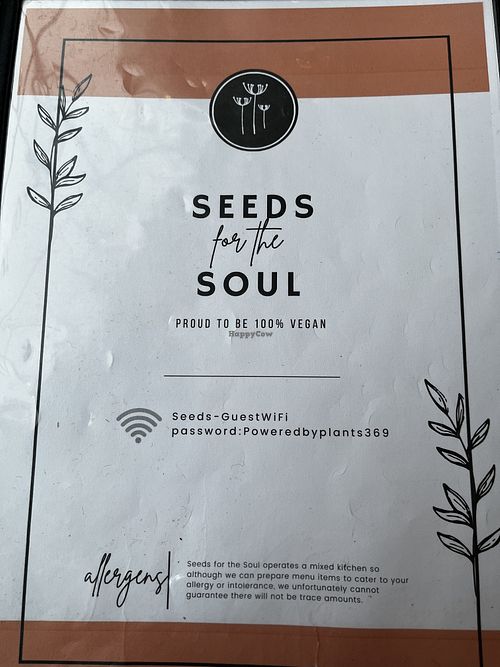 SEEDS
for the
SOUL
PROUD TO BE 100% VEGAN
HappyCow
Seeds-GuestWiFi
password:Poweredbyplants369
allergens
Seeds for the Soul operates a mixed kitchen so
although we can prepare menu items to cater to your
allergy or intolerance, we unfortunately cannot
guarantee there will not be trace amounts.